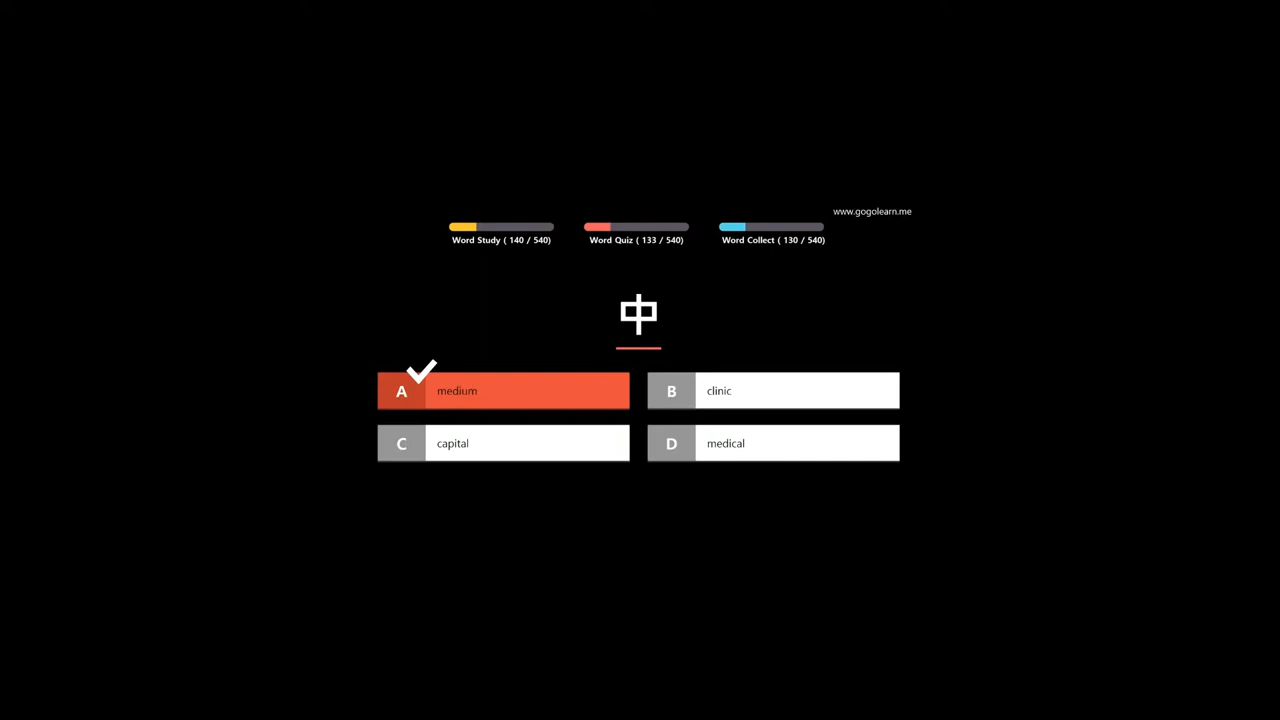 www.gogolearn.me
Word Study ( 140 / 540)
Word Quiz ( 133 / 540)
Word Collect ( 130 / 540)
中
A medium
B clinic
C capital
D medical